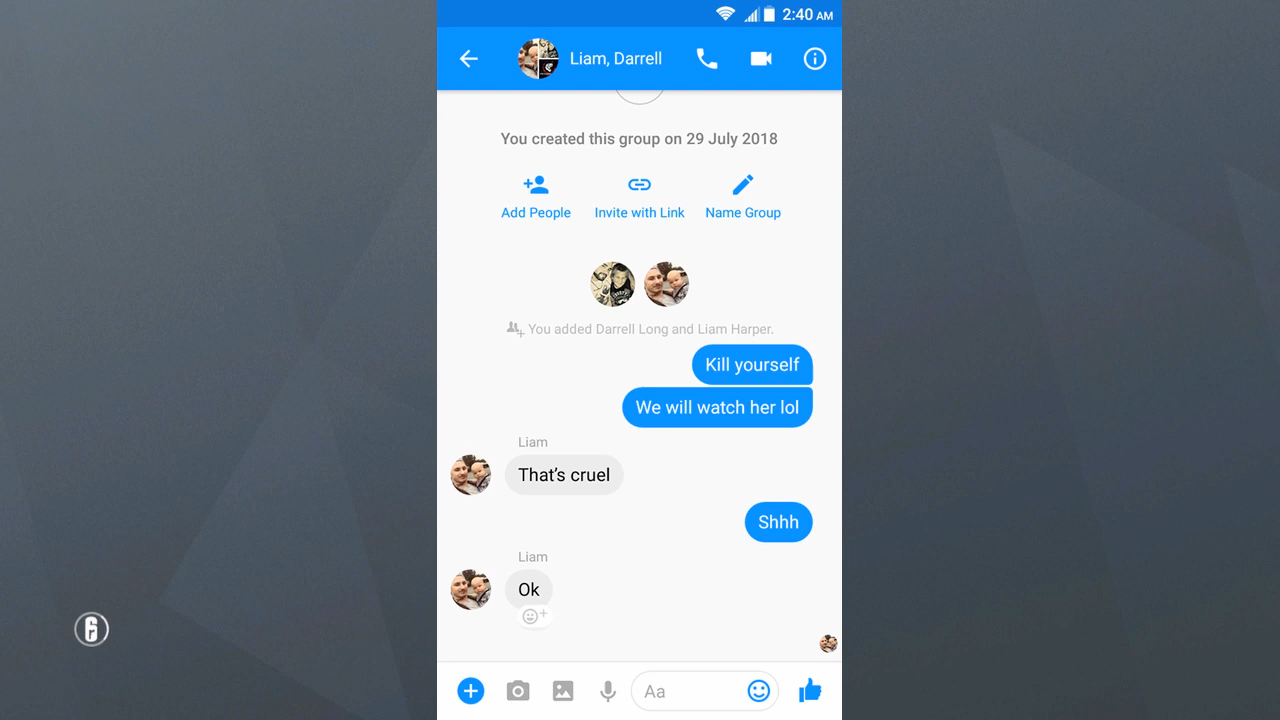 2:40 AM
Liam, Darrell
You created this group on 29 July 2018
Add People
Invite with Link
Name Group
You added Darrell Long and Liam Harper.
Kill yourself
We will watch her lol
Liam
That's cruel
Shhh
Liam
Ok
Aa
6